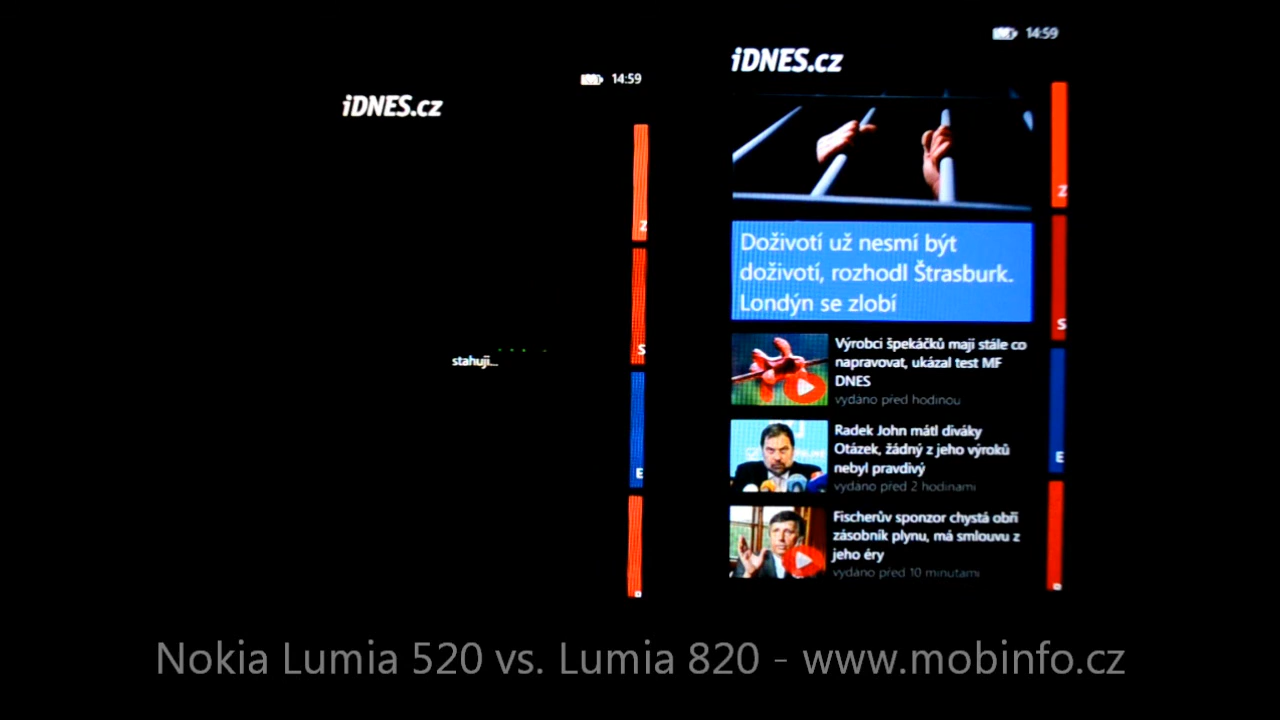 14:59
iDNES.cz
Z
S
stahuji...
E
14:59
iDNES.cz
Z
Doživotí už nesmí být
doživotí, rozhodl Štrasburk.
Londýn se zlobí
S
Výrobci špekáčků mají stále co
napravovat, ukázal test MF
DNES
vydáno před hodinou
Radek John mátl diváky
Otázek, žádný z jeho výroků
nebyl pravdivý
vydáno před 2 hodinami
E
Fischerův sponzor chystá obří
zásobník plynu, má smlouvu z
jeho éry
vydáno před 10 minutami
Nokia Lumia 520 vs. Lumia 820 - www.mobinfo.cz